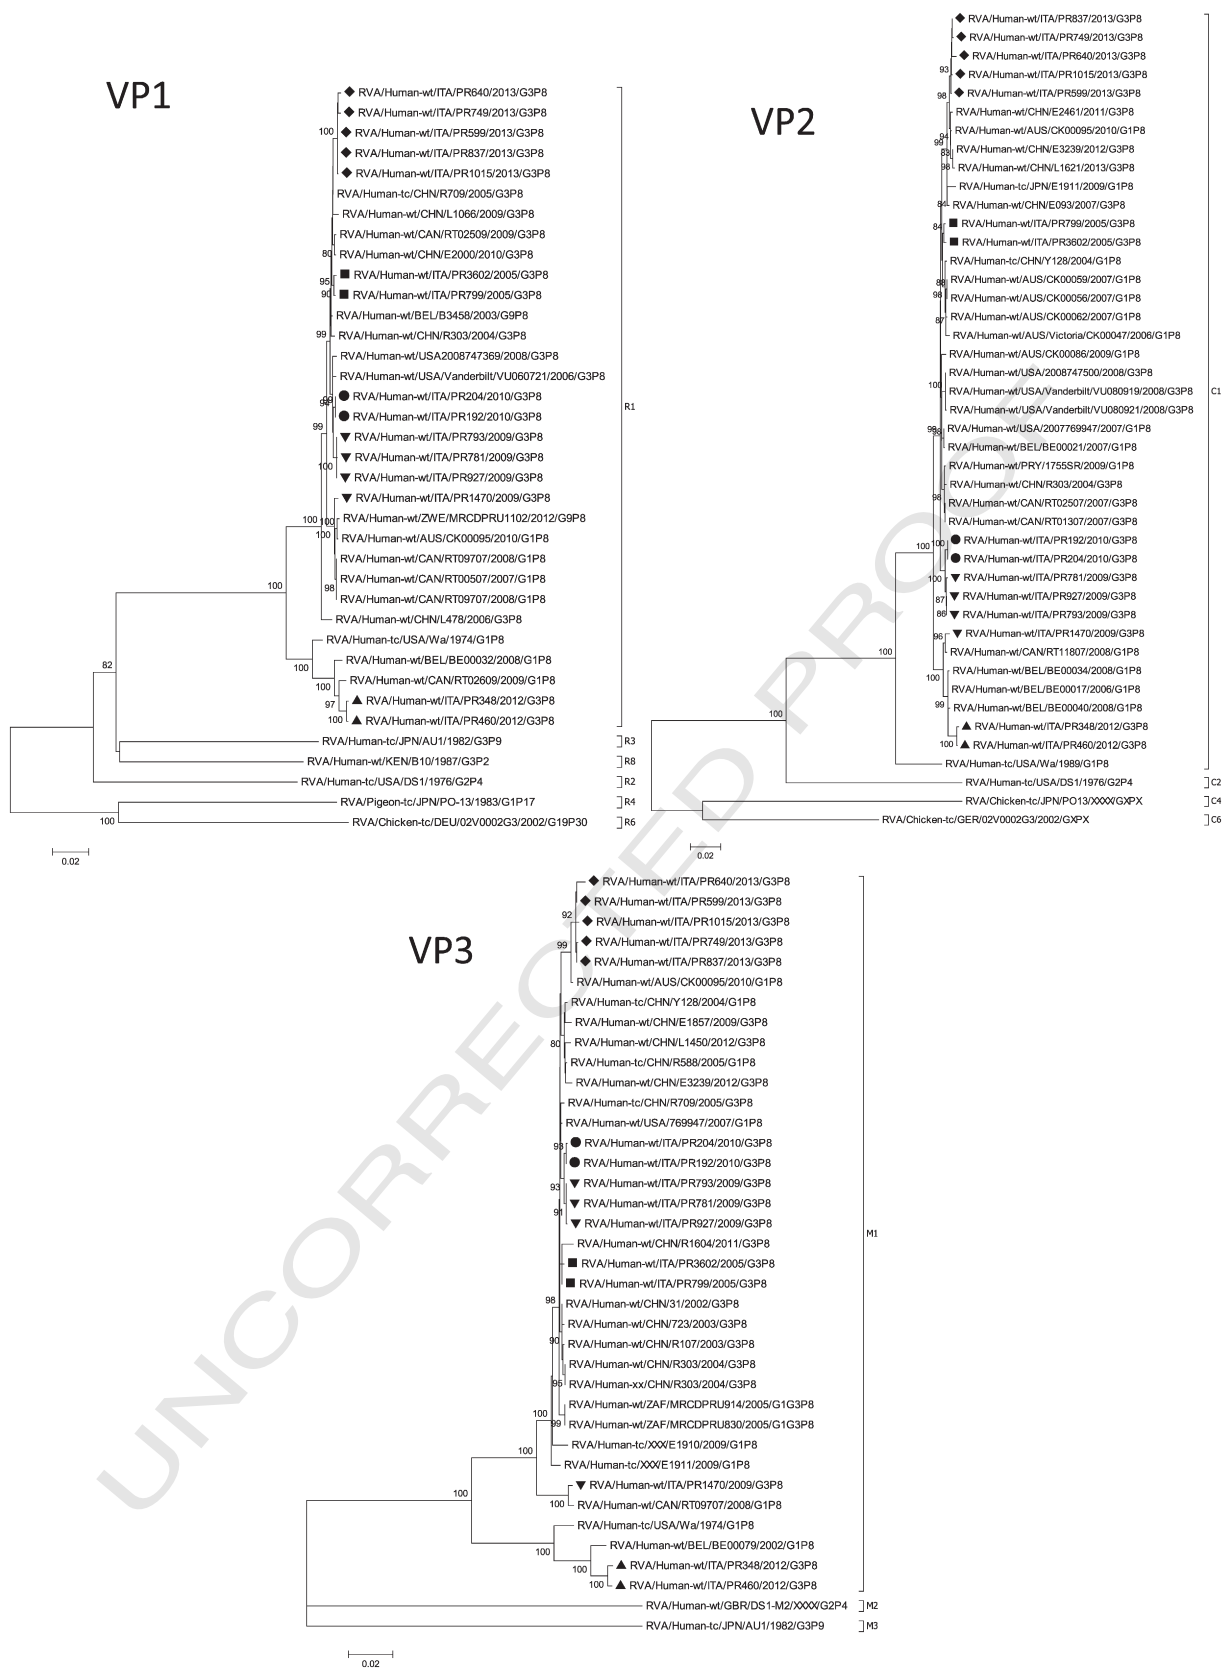 VP1
RVA/Human-wt/ITA/PR640/2013/G3P8
RVA/Human-wt/ITA/PR749/2013/G3P8
100
RVA/Human-wt/ITA/PR599/2013/G3P8
RVA/Human-wt/ITA/PR837/2013/G3P8
RVA/Human-wt/ITA/PR1015/2013/G3P8
RVA/Human-tc/CHN/R709/2005/G3P8
RVA/Human-wt/CHN/L1066/2009/G3P8
RVA/Human-wt/CAN/RT02509/2009/G3P8
80
RVA/Human-wt/CHN/E2000/2010/G3P8
RVA/Human-wt/ITA/PR3602/2005/G3P8
95
90
RVA/Human-wt/ITA/PR799/2005/G3P8
RVA/Human-wt/BEL/B3458/2003/G9P8
99
RVA/Human-wt/CHN/R303/2004/G3P8
RVA/Human-wt/USA2008747369/2008/G3P8
RVA/Human-wt/USA/Vanderbilt/VU060721/2006/G3P8
RVA/Human-wt/ITA/PR204/2010/G3P8
R1
RVA/Human-wt/ITA/PR192/2010/G3P8
99
RVA/Human-wt/ITA/PR793/2009/G3P8
RVA/Human-wt/ITA/PR781/2009/G3P8
100
RVA/Human-wt/ITA/PR927/2009/G3P8
RVA/Human-wt/ITA/PR1470/2009/G3P8
100
100
RVA/Human-wt/ZWE/MRCDPRU1102/2012/G9P8
100
RVA/Human-wt/AUS/CK00095/2010/G1P8
RVA/Human-wt/CAN/RT09707/2008/G1P8
RVA/Human-wt/CAN/RT00507/2007/G1P8
98
RVA/Human-wt/CAN/RT09707/2008/G1P8
100
RVA/Human-wt/CHN/L478/2006/G3P8
RVA/Human-tc/USA/Wa/1974/G1P8
RVA/Human-wt/BEL/BE00032/2008/G1P8
82
100
100
RVA/Human-wt/CAN/RT02609/2009/G1P8
97
RVA/Human-wt/ITA/PR348/2012/G3P8
100
RVA/Human-wt/ITA/PR460/2012/G3P8
RVA/Human-tc/JPN/AU1/1982/G3P9
R3
RVA/Human-wt/KEN/B10/1987/G3P2
R8
RVA/Human-tc/USA/DS1/1976/G2P4
R2
RVA/Pigeon-tc/JPN/PO-13/1983/G1P17
R4
100
RVA/Chicken-tc/DEU/02V0002G3/2002/G19P30
R6
0.02
VP2
RVA/Human-wt/ITA/PR837/2013/G3P8
RVA/Human-wt/ITA/PR749/2013/G3P8
RVA/Human-wt/ITA/PR640/2013/G3P8
93
RVA/Human-wt/ITA/PR1015/2013/G3P8
98
RVA/Human-wt/ITA/PR599/2013/G3P8
RVA/Human-wt/CHN/E2461/2011/G3P8
94
RVA/Human-wt/AUS/CK00095/2010/G1P8
99
83
RVA/Human-wt/CHN/E3239/2012/G3P8
98
RVA/Human-wt/CHN/L1621/2013/G3P8
RVA/Human-tc/JPN/E1911/2009/G1P8
84
RVA/Human-wt/CHN/E093/2007/G3P8
84
RVA/Human-wt/ITA/PR799/2005/G3P8
RVA/Human-wt/ITA/PR3602/2005/G3P8
RVA/Human-tc/CHN/Y128/2004/G1P8
RVA/Human-wt/AUS/CK00059/2007/G1P8
98
RVA/Human-wt/AUS/CK00056/2007/G1P8
87
RVA/Human-wt/AUS/CK00062/2007/G1P8
RVA/Human-wt/AUS/Victoria/CK00047/2006/G1P8
RVA/Human-wt/AUS/CK00086/2009/G1P8
RVA/Human-wt/USA/2008747500/2008/G3P8
100
RVA/Human-wt/USA/Vanderbilt/VU080919/2008/G3P8
C1
RVA/Human-wt/USA/Vanderbilt/VU080921/2008/G3P8
RVA/Human-wt/USA/2007769947/2007/G1P8
RVA/Human-wt/BEL/BE00021/2007/G1P8
RVA/Human-wt/PRY/1755SR/2009/G1P8
RVA/Human-wt/CHN/R303/2004/G3P8
98
RVA/Human-wt/CAN/RT02507/2007/G3P8
RVA/Human-wt/CAN/RT01307/2007/G3P8
100
RVA/Human-wt/ITA/PR192/2010/G3P8
100
RVA/Human-wt/ITA/PR204/2010/G3P8
100
RVA/Human-wt/ITA/PR781/2009/G3P8
87
RVA/Human-wt/ITA/PR927/2009/G3P8
86
RVA/Human-wt/ITA/PR793/2009/G3P8
96
RVA/Human-wt/ITA/PR1470/2009/G3P8
100
RVA/Human-wt/CAN/RT11807/2008/G1P8
100
RVA/Human-wt/BEL/BE00034/2008/G1P8
RVA/Human-wt/BEL/BE00017/2006/G1P8
99
RVA/Human-wt/BEL/BE00040/2008/G1P8
100
RVA/Human-wt/ITA/PR348/2012/G3P8
100
RVA/Human-wt/ITA/PR460/2012/G3P8
RVA/Human-tc/USA/Wa/1989/G1P8
RVA/Human-tc/USA/DS1/1976/G2P4
C2
RVA/Chicken-tc/JPN/PO13/XXXX/GXPX
C4
RVA/Chicken-tc/GER/02V0002G3/2002/GXPX
C6
0.02
VP3
RVA/Human-wt/ITA/PR640/2013/G3P8
RVA/Human-wt/ITA/PR599/2013/G3P8
92
RVA/Human-wt/ITA/PR1015/2013/G3P8
99
RVA/Human-wt/ITA/PR749/2013/G3P8
RVA/Human-wt/ITA/PR837/2013/G3P8
RVA/Human-wt/AUS/CK00095/2010/G1P8
RVA/Human-tc/CHN/Y128/2004/G1P8
RVA/Human-wt/CHN/E1857/2009/G3P8
80
RVA/Human-wt/CHN/L1450/2012/G3P8
RVA/Human-tc/CHN/R588/2005/G1P8
RVA/Human-wt/CHN/E3239/2012/G3P8
RVA/Human-tc/CHN/R709/2005/G3P8
RVA/Human-wt/USA/769947/2007/G1P8
93
RVA/Human-wt/ITA/PR204/2010/G3P8
RVA/Human-wt/ITA/PR192/2010/G3P8
93
RVA/Human-wt/ITA/PR793/2009/G3P8
RVA/Human-wt/ITA/PR781/2009/G3P8
91
RVA/Human-wt/ITA/PR927/2009/G3P8
M1
RVA/Human-wt/CHN/R1604/2011/G3P8
RVA/Human-wt/ITA/PR3602/2005/G3P8
RVA/Human-wt/ITA/PR799/2005/G3P8
98
RVA/Human-wt/CHN/31/2002/G3P8
RVA/Human-wt/CHN/723/2003/G3P8
90
RVA/Human-wt/CHN/R107/2003/G3P8
RVA/Human-wt/CHN/R303/2004/G3P8
95
RVA/Human-xx/CHN/R303/2004/G3P8
RVA/Human-wt/ZAF/MRCDPRU914/2005/G1G3P8
100
99
RVA/Human-wt/ZAF/MRCDPRU830/2005/G1G3P8
RVA/Human-tc/XXX/E1910/2009/G1P8
100
RVA/Human-tc/XXX/E1911/2009/G1P8
RVA/Human-wt/ITA/PR1470/2009/G3P8
100
100
RVA/Human-wt/CAN/RT09707/2008/G1P8
RVA/Human-tc/USA/Wa/1974/G1P8
RVA/Human-wt/BEL/BE00079/2002/G1P8
100
100
RVA/Human-wt/ITA/PR348/2012/G3P8
100
RVA/Human-wt/ITA/PR460/2012/G3P8
RVA/Human-wt/GBR/DS1-M2/XXXX/G2P4
M2
RVA/Human-tc/JPN/AU1/1982/G3P9
M3
0.02
UNCORRECTED PROOF